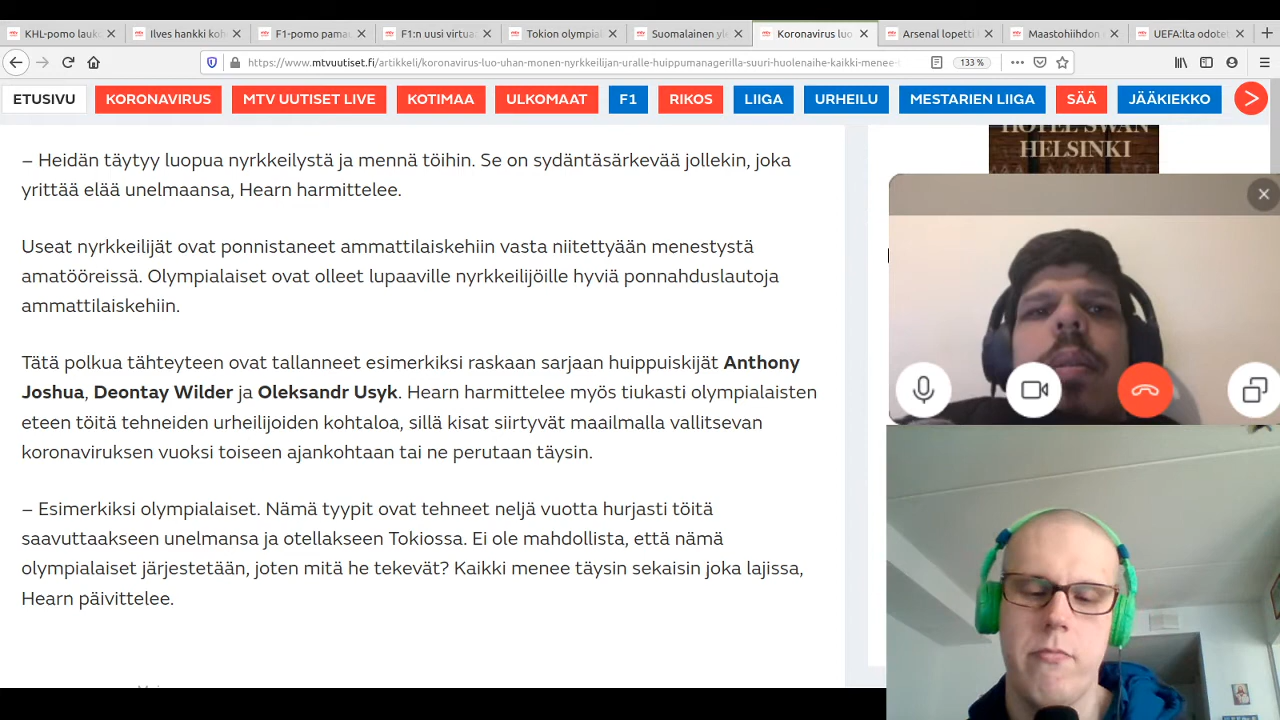 KHL-pomo lauku
Ilves hankki koh
F1-pomo pamau
F1:n uusi virtua
Tokion olympial
Suomalainen yle
Koronavirus luo
Arsenal lopetti l
Maastohiihdon
UEFA:lta odotet
https://www.mtvuutiset.fi/artikkeli/koronavirus-luo-uhan-monen-nyrkkeilijan-uralle-huippumanagerilla-suuri-huolenaihe-kaikki-menee-s
133 %
ETUSIVU
KORONAVIRUS
MTV UUTISET LIVE
KOTIMAA
ULKOMAAT
F1
RIKOS
LIIGA
URHEILU
MESTARIEN LIIGA
SÄÄ
JÄÄKIEKKO
HOTEL SWAN
HELSINKI
– Heidän täytyy luopua nyrkkeilystä ja mennä töihin. Se on sydäntäsärkevää jollekin, joka
yrittää elää unelmaansa, Hearn harmittelee.
Useat nyrkkeilijät ovat ponnistaneet ammattilaiskehiin vasta niitettyään menestystä
amatööreissä. Olympialaiset ovat olleet lupaaville nyrkkeilijöille hyviä ponnahduslautoja
ammattilaiskehiin.
Tätä polkua tähteyteen ovat tallanneet esimerkiksi raskaan sarjaan huippuiskijät Anthony
Joshua, Deontay Wilder ja Oleksandr Usyk. Hearn harmittelee myös tiukasti olympialaisten
eteen töitä tehneiden urheilijoiden kohtaloa, sillä kisat siirtyvät maailmalla vallitsevan
koronaviruksen vuoksi toiseen ajankohtaan tai ne perutaan täysin.
– Esimerkiksi olympialaiset. Nämä tyypit ovat tehneet neljä vuotta hurjasti töitä
saavuttaakseen unelmansa ja otellakseen Tokiossa. Ei ole mahdollista, että nämä
olympialaiset järjestetään, joten mitä he tekevät? Kaikki menee täysin sekaisin joka lajissa,
Hearn päivittelee.